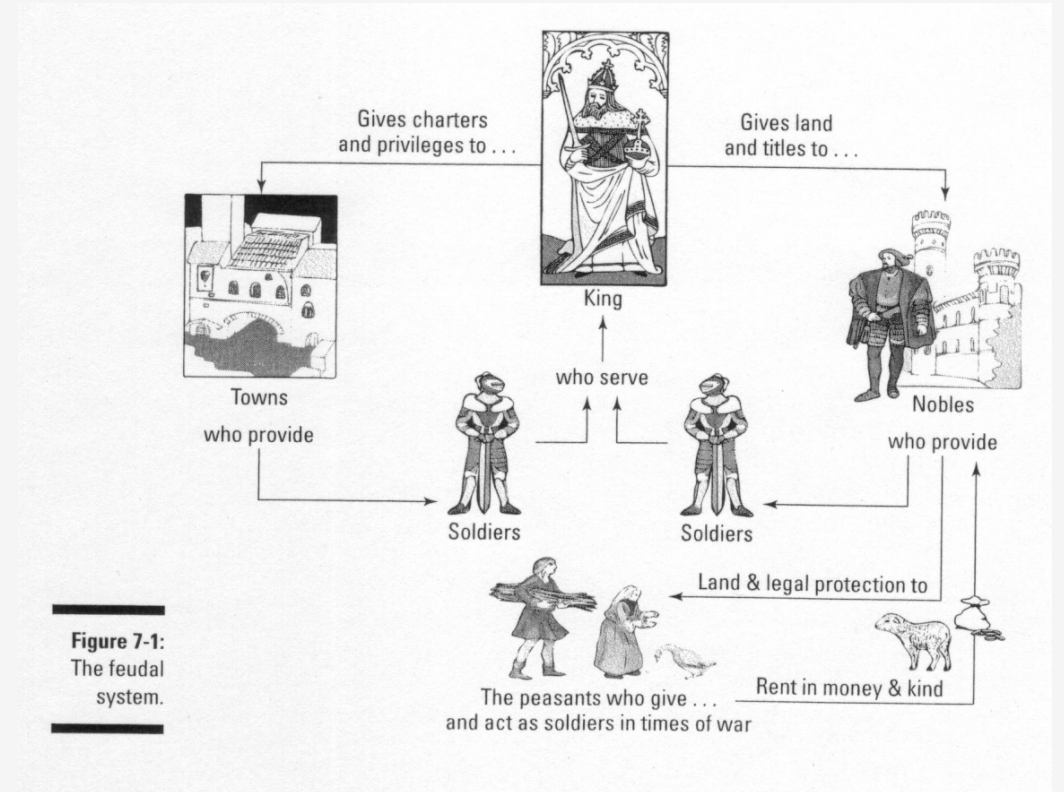 Gives charters
and privileges to . . .
Gives land
and titles to . . .
King
who serve
Towns
who provide
Nobles
who provide
Soldiers
Soldiers
Land & legal protection to
Rent in money & kind
The peasants who give . . .
and act as soldiers in times of war
Figure 7-1:
The feudal
system.